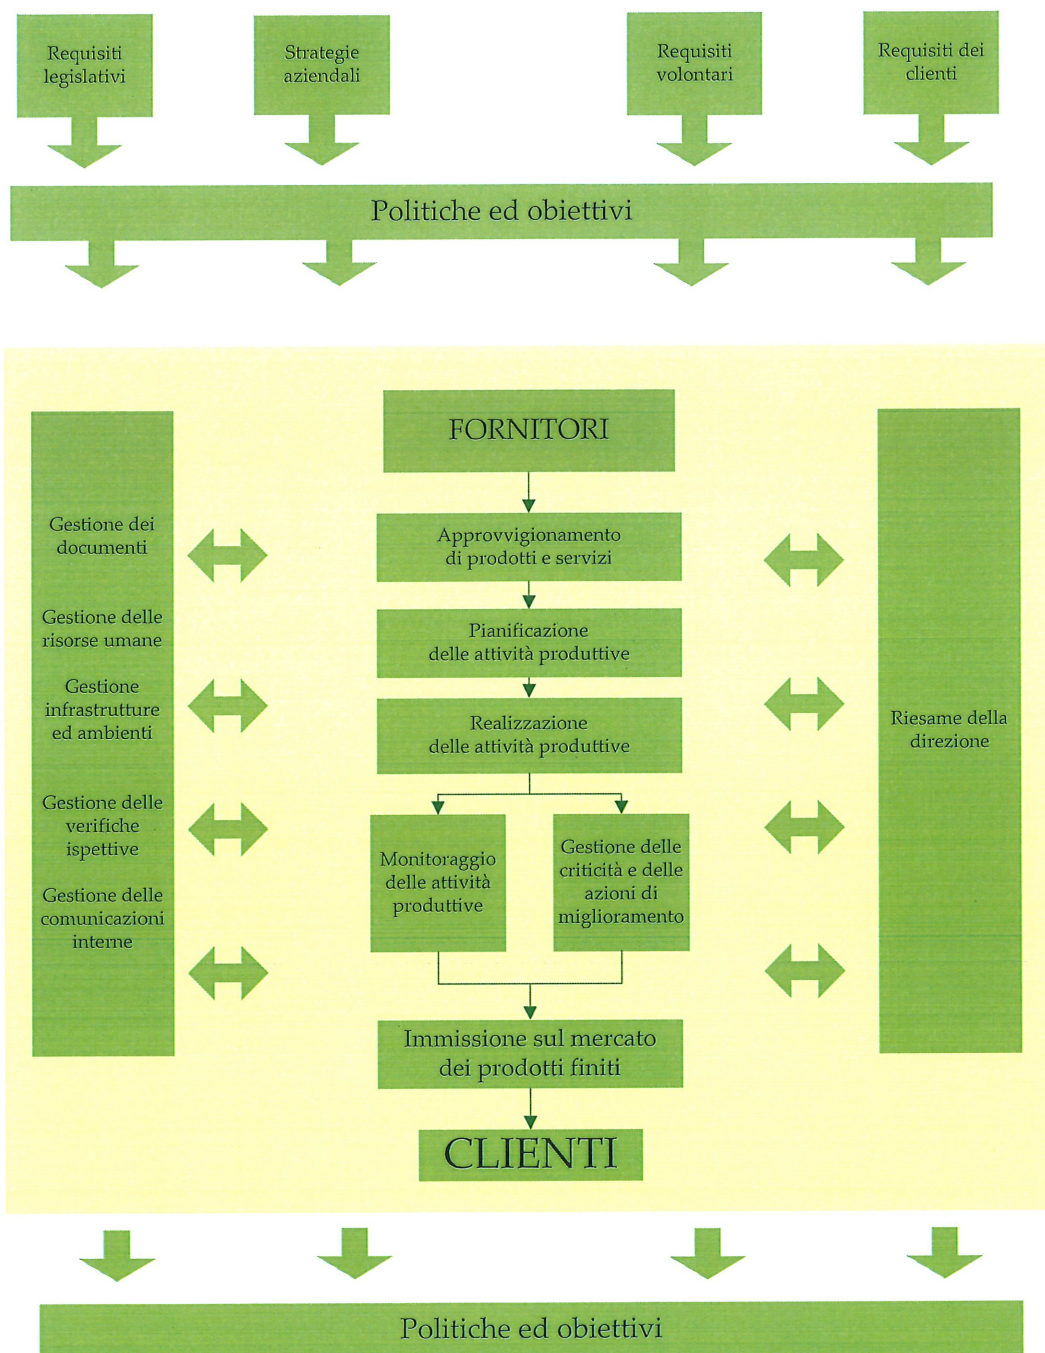 Requisiti
legislativi
Strategie
aziendali
Requisiti
volontari
Requisiti dei
clienti
Politiche ed obiettivi
Gestione dei
documenti
Gestione delle
risorse umane
Gestione
infrastrutture
ed ambienti
Gestione delle
verifiche
ispettive
Gestione delle
comunicazioni
interne
FORNITORI
Approvvigionamento
di prodotti e servizi
Pianificazione
delle attività produttive
Realizzazione
delle attività produttive
Monitoraggio
delle attività
produttive
Gestione delle
criticità e delle
azioni di
miglioramento
Immissione sul mercato
dei prodotti finiti
CLIENTI
Riesame della
direzione
Politiche ed obiettivi